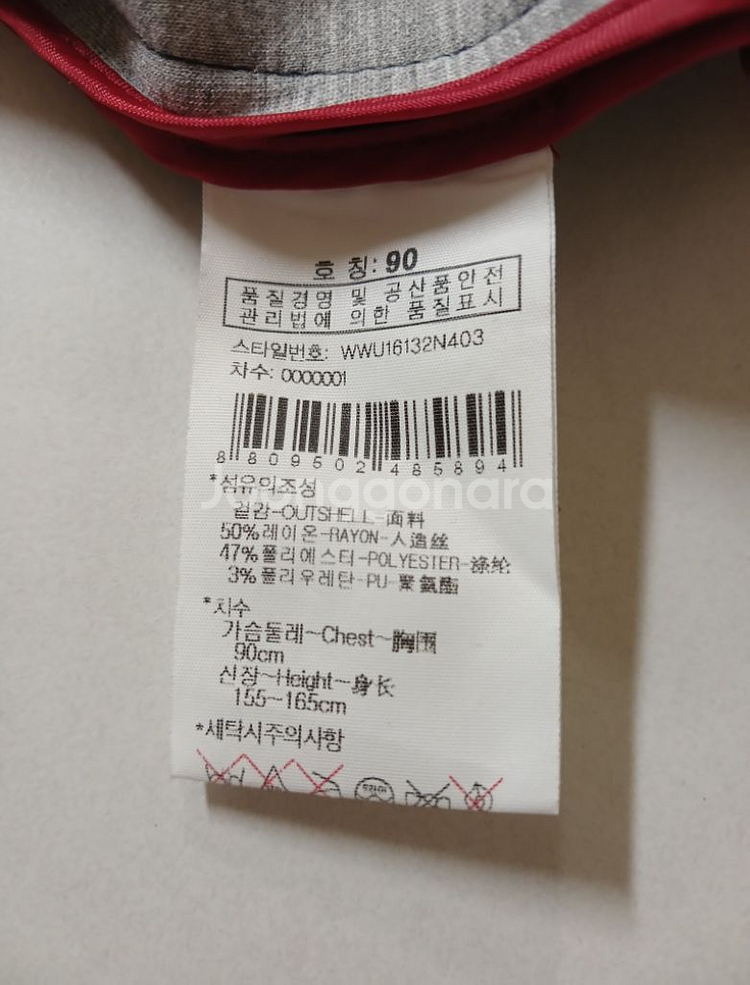 호 칭: 90
품질경영 및 공산품안전
관리법에 의한 품질표시
스타일번호: WWU16132N403
차수: 0000001
8 809502 485894
*섬유의조성
Joonggonara
겉감-OUTSHELL-面料
50%레이온-RAYON-人造丝
47%폴리에스터-POLYESTER-涤纶
3%폴리우레탄-PU-聚氨酯
*치수
가슴둘레~Chest~胸围
90cm
신장~Height~身长
155~165cm
*세탁시주의사항
드라이